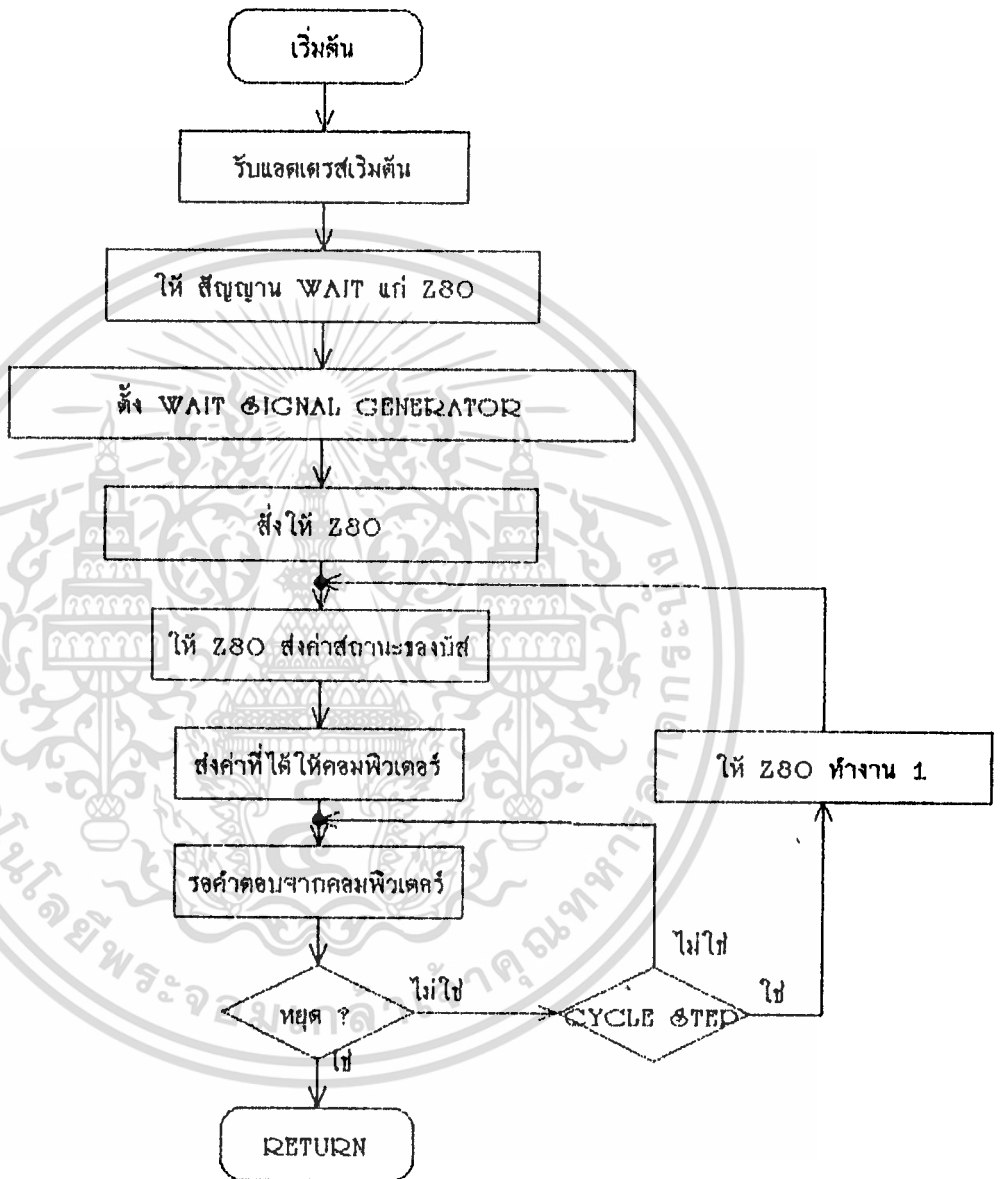 เริ่มต้น
รับแอดเดรสเริ่มต้น
ให้ สัญญาน WAIT แก่ Z80
ตั้ง WAIT SIGNAL GENERATOR
สั่งให้ Z80
ให้ Z80 ส่งค่าสถานะของบัส
ส่งค่าที่ได้ให้คอมพิวเตอร์
ให้ Z80 ทำงาน 1
รอคำตอบจากคอมพิวเตอร์
หยุด ?
ไม่ใช่
CYCLE STEP
ไม่ใช่
ใช่
ใช่
RETURN